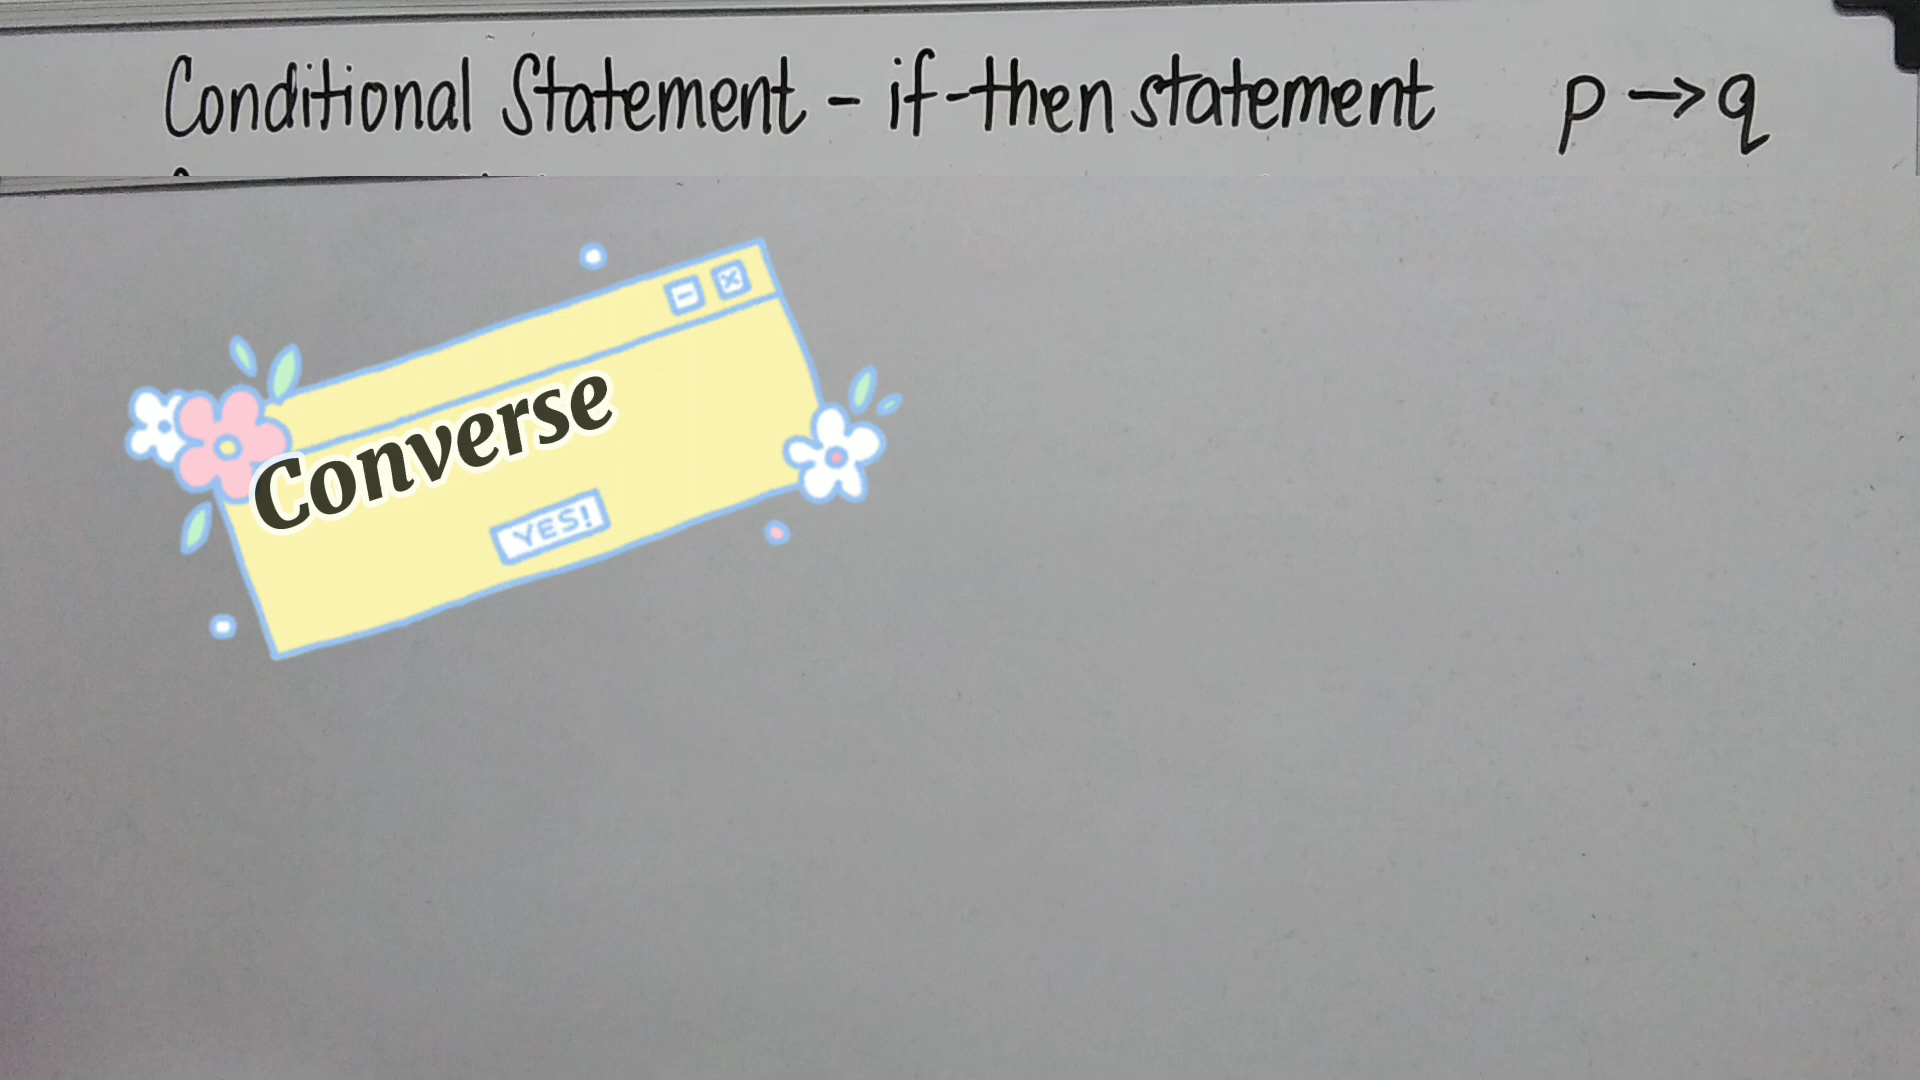 Conditional Statement - if-then statement p → q
Converse
YES!